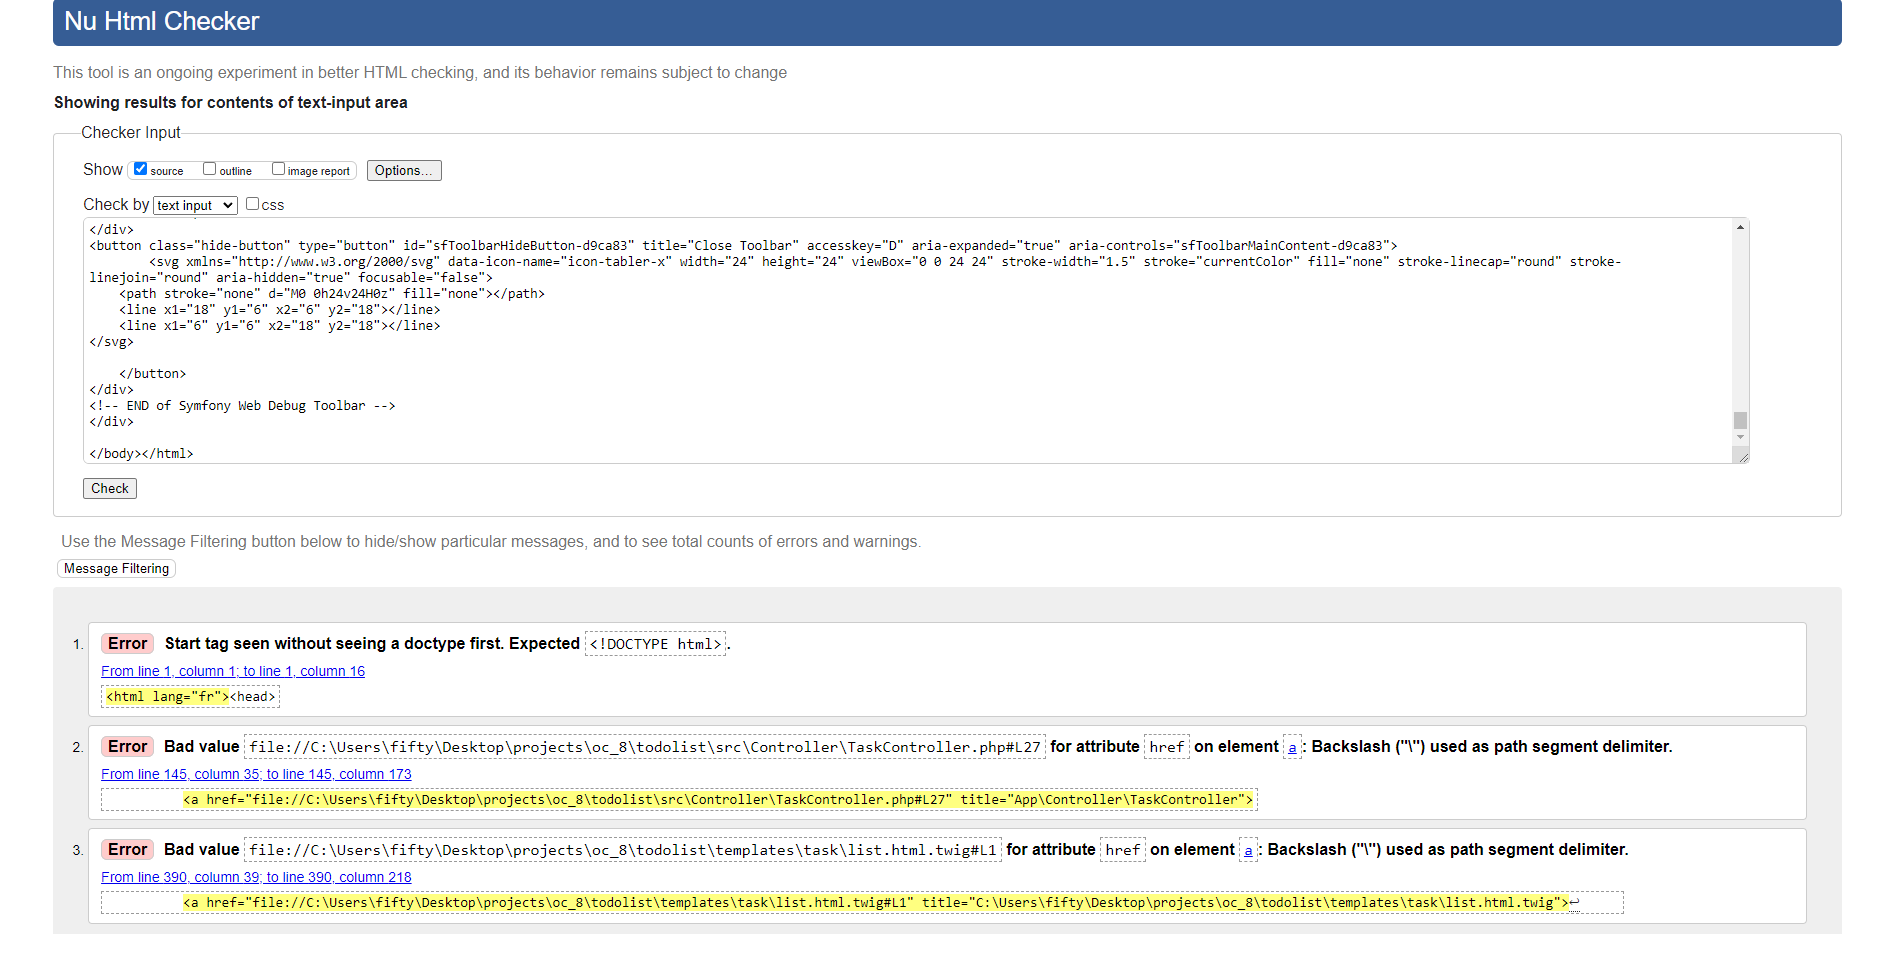 Nu Html Checker
This tool is an ongoing experiment in better HTML checking, and its behavior remains subject to change
Showing results for contents of text-input area
Checker Input
Show source outline image report Options...
Check by text input css
</div>
<button class="hide-button" type="button" id="sfToolbarHideButton-d9ca83" title="Close Toolbar" accesskey="D" aria-expanded="true" aria-controls="sfToolbarMainContent-d9ca83">
<svg xmlns="http://www.w3.org/2000/svg" data-icon-name="icon-tabler-x" width="24" height="24" viewBox="0 0 24 24" stroke-width="1.5" stroke="currentColor" fill="none" stroke-linecap="round" stroke-
linejoin="round" aria-hidden="true" focusable="false">
<path stroke="none" d="M0 0h24v24H0z" fill="none"></path>
<line x1="18" y1="6" x2="6" y2="18"></line>
<line x1="6" y1="6" x2="18" y2="18"></line>
</svg>
</button>
</div>
<!-- END of Symfony Web Debug Toolbar -->
</div>
</body></html>
Check
Use the Message Filtering button below to hide/show particular messages, and to see total counts of errors and warnings.
Message Filtering
1. Error Start tag seen without seeing a doctype first. Expected <!DOCTYPE html>.
From line 1, column 1; to line 1, column 16
<html lang="fr"><head>
2. Error Bad value file://C:\Users\fifty\Desktop\projects\oc_8\todolist\src\Controller\TaskController.php#L27 for attribute href on element a: Backslash ("\") used as path segment delimiter.
From line 145, column 35; to line 145, column 173
<a href="file://C:\Users\fifty\Desktop\projects\oc_8\todolist\src\Controller\TaskController.php#L27" title="App\Controller\TaskController">
3. Error Bad value file://C:\Users\fifty\Desktop\projects\oc_8\todolist\templates\task\list.html.twig#L1 for attribute href on element a: Backslash ("\") used as path segment delimiter.
From line 390, column 39; to line 390, column 218
<a href="file://C:\Users\fifty\Desktop\projects\oc_8\todolist\templates\task\list.html.twig#L1" title="C:\Users\fifty\Desktop\projects\oc_8\todolist\templates\task\list.html.twig">↩